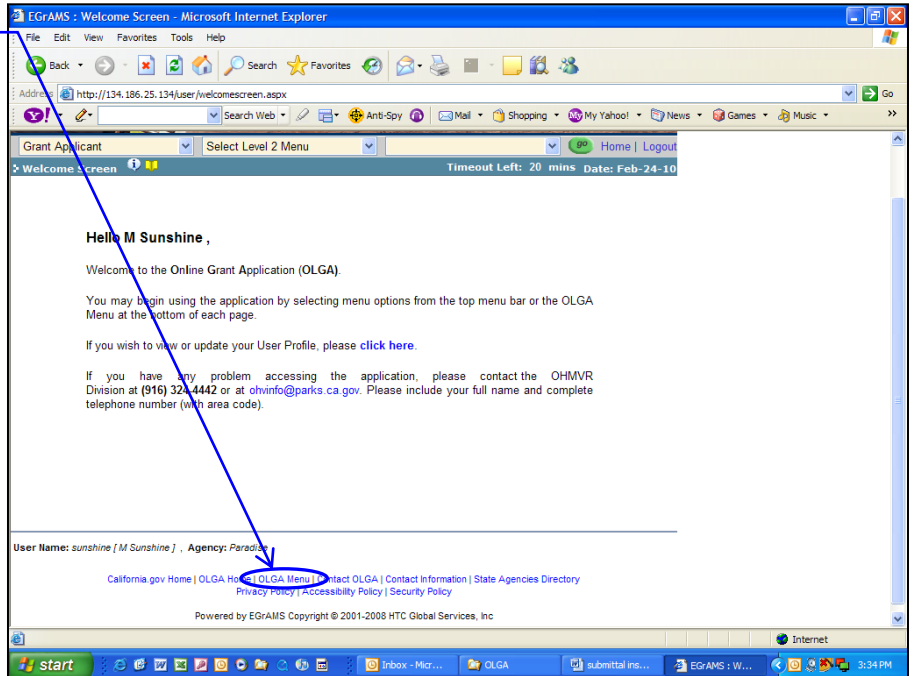 EGrAMS : Welcome Screen - Microsoft Internet Explorer
File Edit View Favorites Tools Help
Back Search Favorites
Address http://134.186.25.134/user/welcomescreen.aspx Go
Y! Search Web Anti-Spy Mail Shopping My My Yahoo! News Games Music »
Grant Applicant Select Level 2 Menu go Home | Logout
Welcome Screen Timeout Left: 20 mins Date: Feb-24-10
Hello M Sunshine ,
Welcome to the Online Grant Application (OLGA).
You may begin using the application by selecting menu options from the top menu bar or the OLGA
Menu at the bottom of each page.
If you wish to view or update your User Profile, please click here.
If you have any problem accessing the application, please contact the OHMVR
Division at (916) 324-4442 or at ohvinfo@parks.ca.gov. Please include your full name and complete
telephone number (with area code).
User Name: sunshine [ M Sunshine ] , Agency: Paradise
California.gov Home | OLGA Home | OLGA Menu | Contact OLGA | Contact Information | State Agencies Directory
Privacy Policy | Accessibility Policy | Security Policy
Powered by EGrAMS Copyright © 2001-2008 HTC Global Services, Inc
Internet
start Inbox - Micr... OLGA submittal ins... EGrAMS : W... 3:34 PM